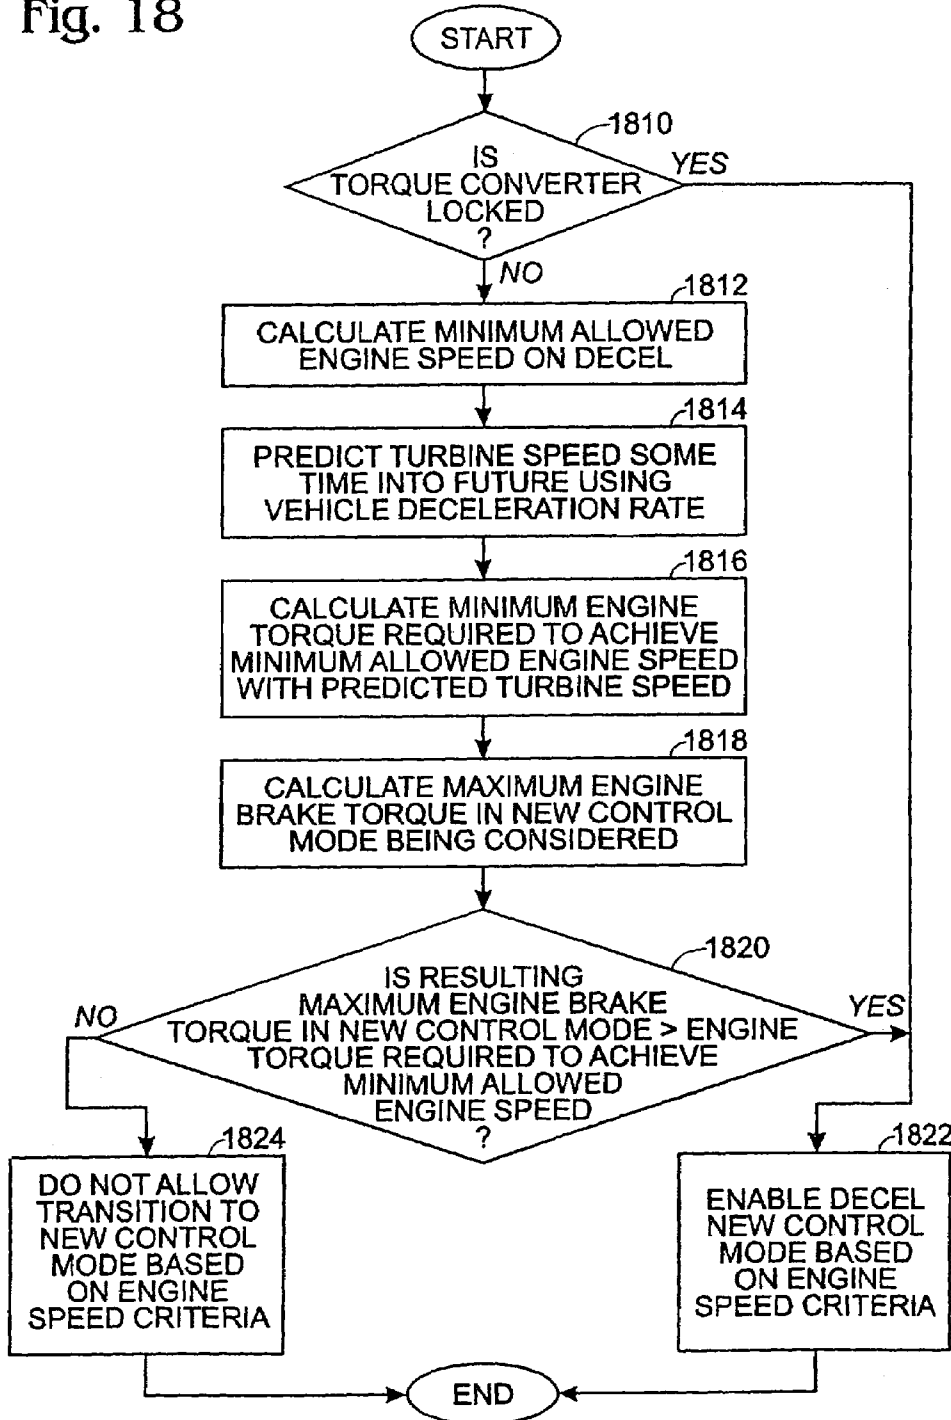 Fig. 18
START
1810
IS
TORQUE CONVERTER
LOCKED
?
YES
NO
1812
CALCULATE MINIMUM ALLOWED
ENGINE SPEED ON DECEL
1814
PREDICT TURBINE SPEED SOME
TIME INTO FUTURE USING
VEHICLE DECELERATION RATE
1816
CALCULATE MINIMUM ENGINE
TORQUE REQUIRED TO ACHIEVE
MINIMUM ALLOWED ENGINE SPEED
WITH PREDICTED TURBINE SPEED
1818
CALCULATE MAXIMUM ENGINE
BRAKE TORQUE IN NEW CONTROL
MODE BEING CONSIDERED
1820
IS RESULTING
MAXIMUM ENGINE BRAKE
TORQUE IN NEW CONTROL MODE > ENGINE
TORQUE REQUIRED TO ACHIEVE
MINIMUM ALLOWED
ENGINE SPEED
?
NO
YES
1824
DO NOT ALLOW
TRANSITION TO
NEW CONTROL
MODE BASED
ON ENGINE
SPEED CRITERIA
1822
ENABLE DECEL
NEW CONTROL
MODE BASED
ON ENGINE
SPEED CRITERIA
END